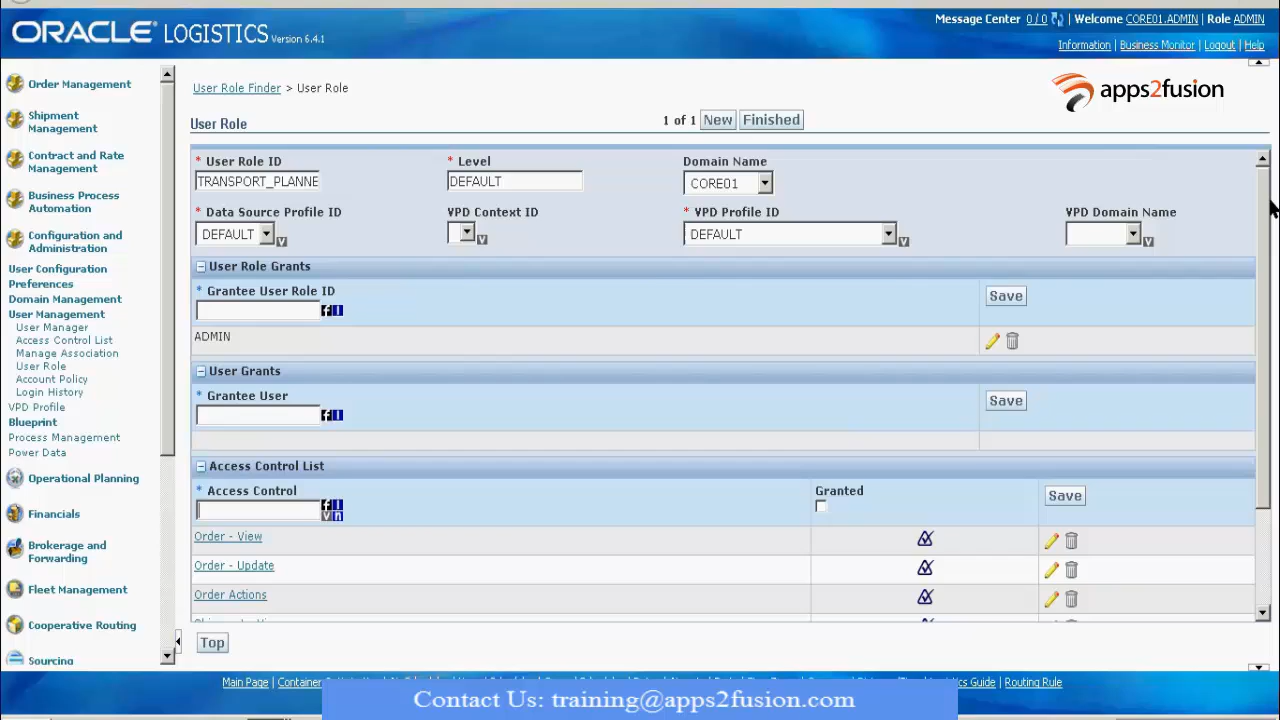 ORACLE LOGISTICS Version 6.4.1
Message Center 0 / 0 | Welcome CORE01.ADMIN | Role ADMIN
Information | Business Monitor | Logout | Help
Order Management
Shipment
Management
Contract and Rate
Management
Business Process
Automation
Configuration and
Administration
User Configuration
Preferences
Domain Management
User Management
User Manager
Access Control List
Manage Association
User Role
Account Policy
Login History
VPD Profile
Blueprint
Process Management
Power Data
Operational Planning
Financials
Brokerage and
Forwarding
Fleet Management
Cooperative Routing
Sourcing
User Role Finder > User Role
apps2fusion
User Role
1 of 1 New Finished
* User Role ID * Level Domain Name
TRANSPORT_PLANNE DEFAULT CORE01
* Data Source Profile ID VPD Context ID * VPD Profile ID VPD Domain Name
DEFAULT DEFAULT
User Role Grants
* Grantee User Role ID Save
ADMIN
User Grants
* Grantee User Save
Access Control List
* Access Control Granted Save
Order - View
Order - Update
Order Actions
Top
Main Page | Container
Guide | Routing Rule
Contact Us: training@apps2fusion.com